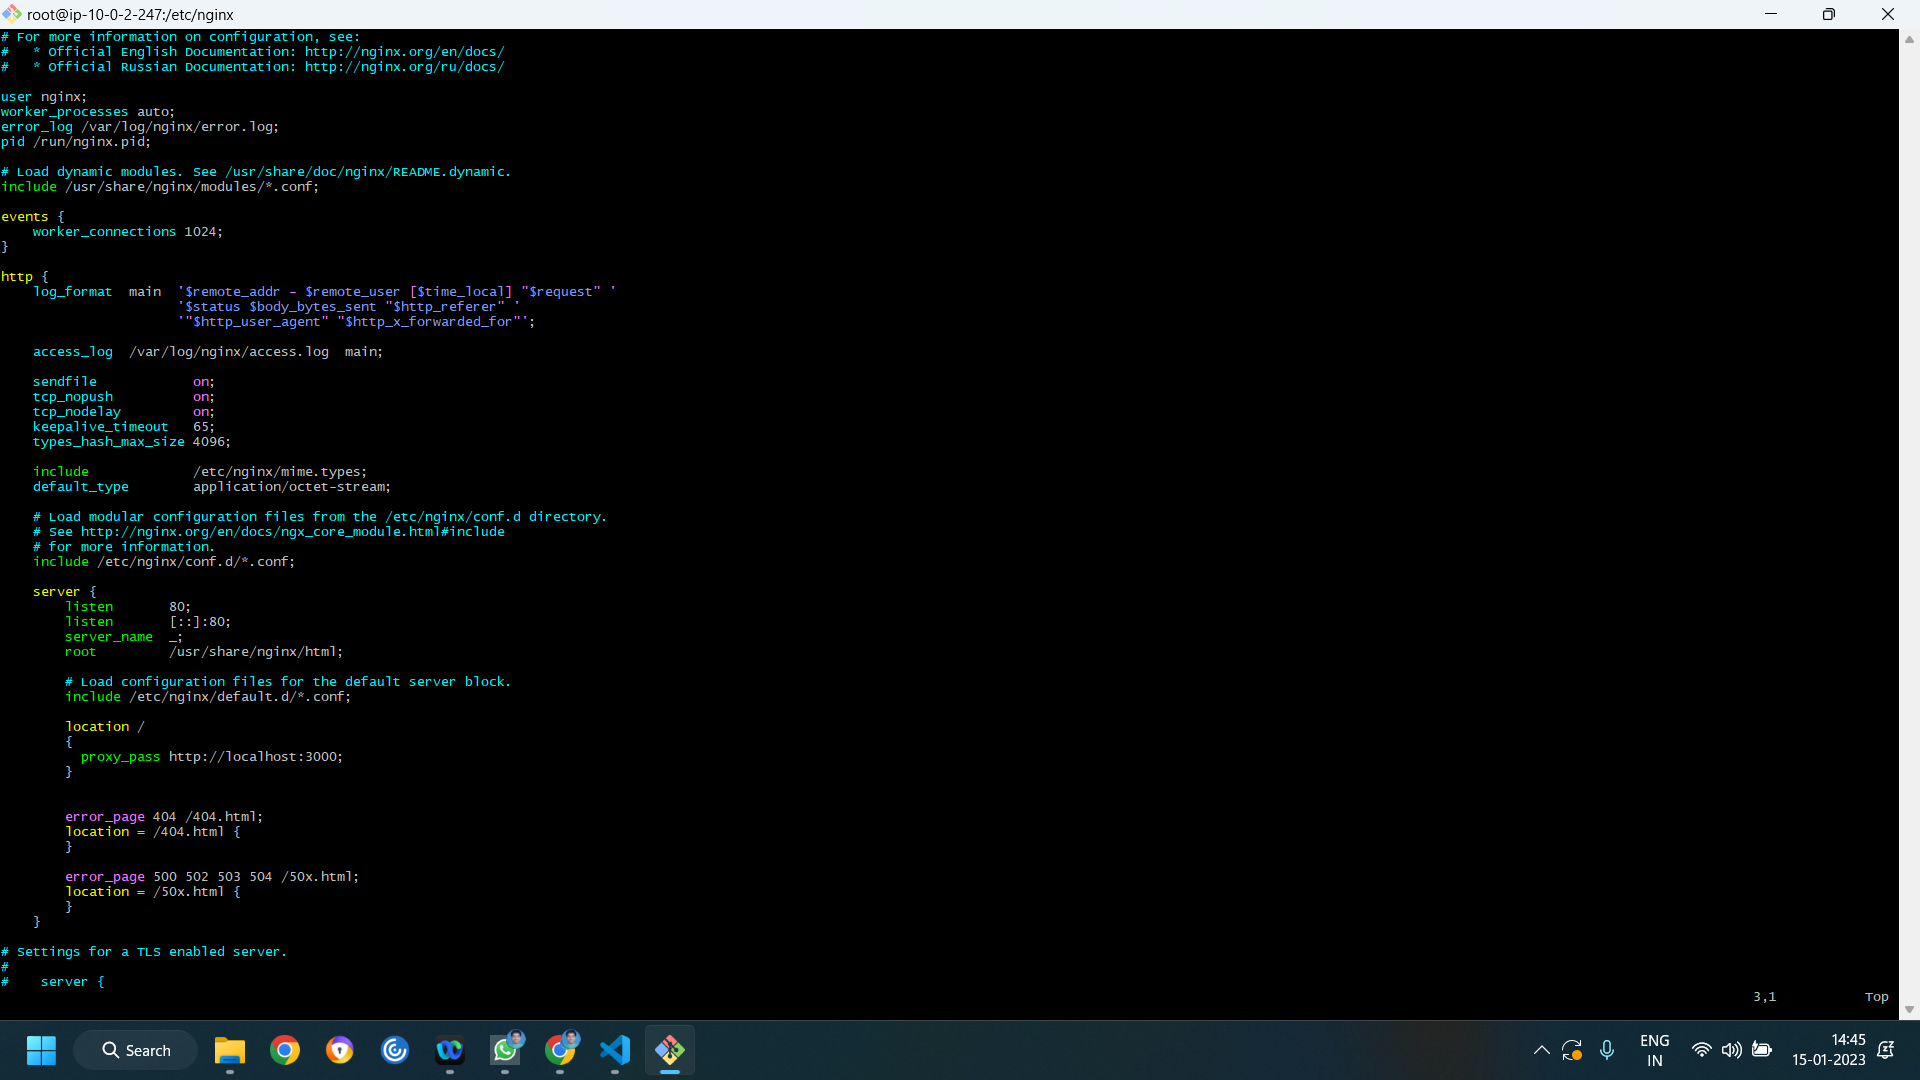 root@ip-10-0-2-247:/etc/nginx
# For more information on configuration, see:
#   * Official English Documentation: http://nginx.org/en/docs/
#   * Official Russian Documentation: http://nginx.org/ru/docs/
user nginx;
worker_processes auto;
error_log /var/log/nginx/error.log;
pid /run/nginx.pid;
# Load dynamic modules. See /usr/share/doc/nginx/README.dynamic.
include /usr/share/nginx/modules/*.conf;
events {
    worker_connections 1024;
}
http {
    log_format  main  '$remote_addr - $remote_user [$time_local] "$request" '
                      '$status $body_bytes_sent "$http_referer" '
                      '"$http_user_agent" "$http_x_forwarded_for"';
    access_log  /var/log/nginx/access.log  main;
    sendfile            on;
    tcp_nopush          on;
    tcp_nodelay         on;
    keepalive_timeout   65;
    types_hash_max_size 4096;
    include             /etc/nginx/mime.types;
    default_type        application/octet-stream;
    # Load modular configuration files from the /etc/nginx/conf.d directory.
    # See http://nginx.org/en/docs/ngx_core_module.html#include
    # for more information.
    include /etc/nginx/conf.d/*.conf;
    server {
        listen       80;
        listen       [::]:80;
        server_name  _;
        root         /usr/share/nginx/html;
        # Load configuration files for the default server block.
        include /etc/nginx/default.d/*.conf;
        location /
        {
          proxy_pass http://localhost:3000;
        }
        error_page 404 /404.html;
        location = /404.html {
        }
        error_page 500 502 503 504 /50x.html;
        location = /50x.html {
        }
    }
# Settings for a TLS enabled server.
#
#    server {
3,1 Top
Search
ENG
IN
14:45
15-01-2023